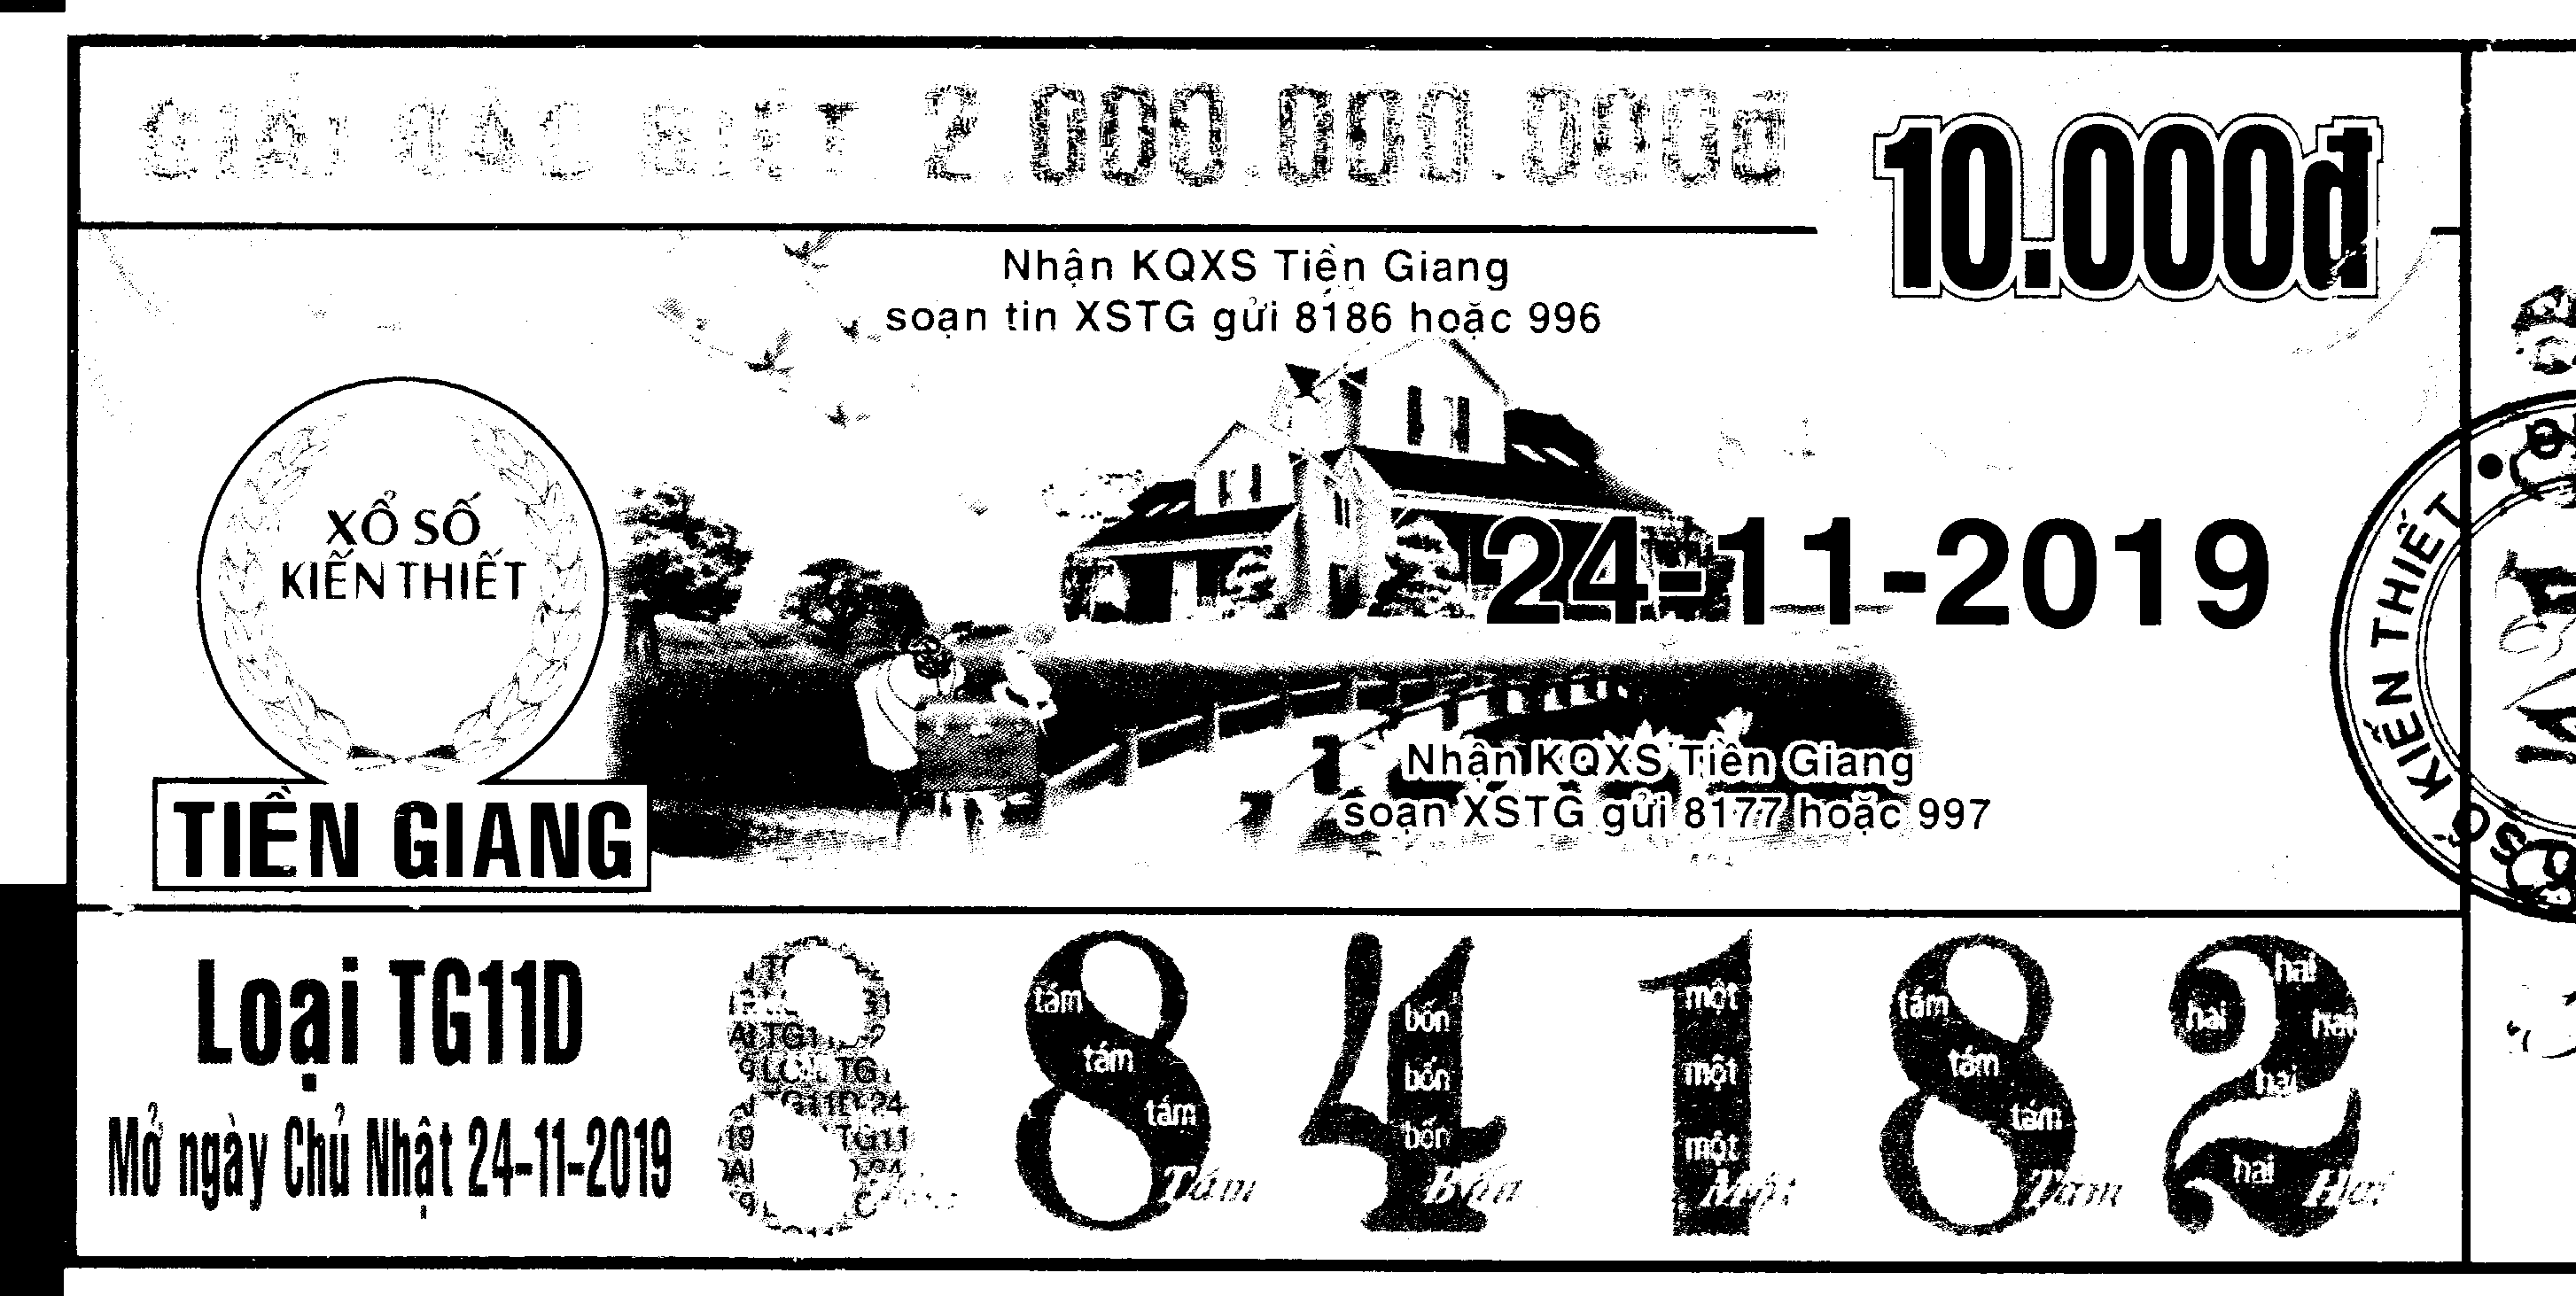 GIẢI ĐẶC BIỆT 2.000.000.000đ
10.000đ
Nhận KQXS Tiền Giang
soạn tin XSTG gửi 8186 hoặc 996
XỔ SỐ
KIẾN THIẾT
24-11-2019
KIẾN THIẾT
Nhận KQXS Tiền Giang
soạn XSTG gửi 8177 hoặc 997
TIỀN GIANG
Loại TG11D
Mở ngày Chủ Nhật 24-11-2019
8 8 4 1 8 2
tám tám tám
bốn bốn bốn
một một một
tám tám tám
hai hai hai hai hai
Tám Bốn Một Tám Hai